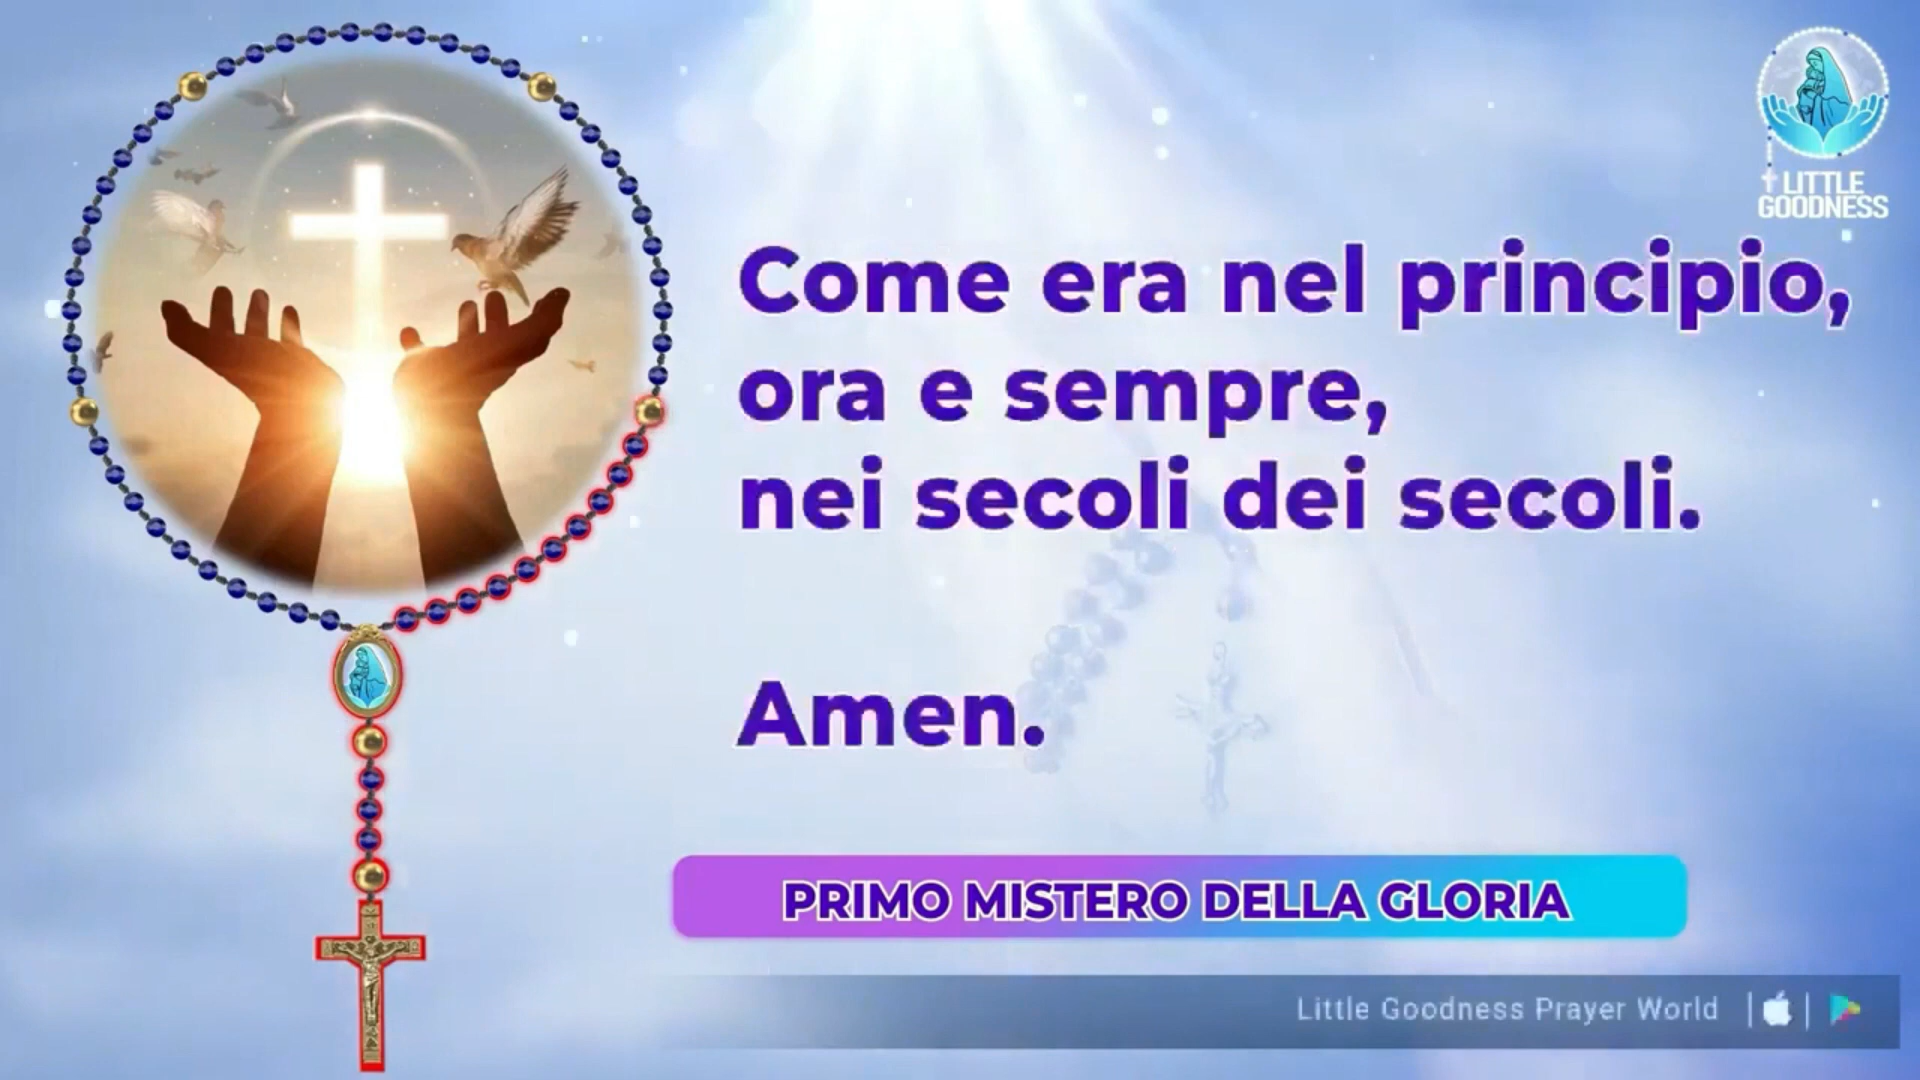 LITTLE
GOODNESS
Come era nel principio,
ora e sempre,
nei secoli dei secoli.
Amen.
PRIMO MISTERO DELLA GLORIA
Little Goodness Prayer World